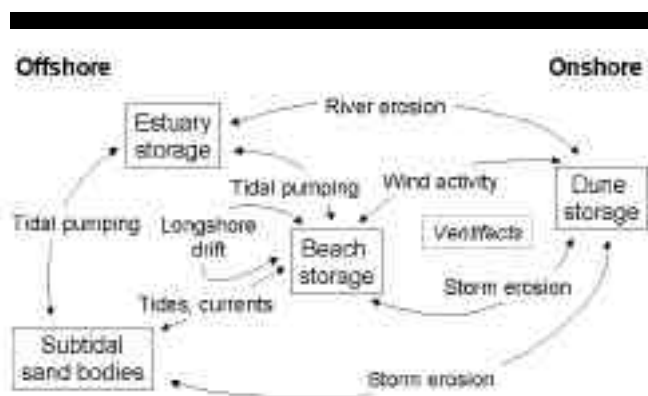 Offshore
Onshore
River erosion
Estuary
storage
Tidal pumping
Wind activity
Dune
storage
Tidal pumping
Longshore
drift
Ventifacts
Beach
storage
Storm erosion
Tides, currents
Subtidal
sand bodies
Storm erosion